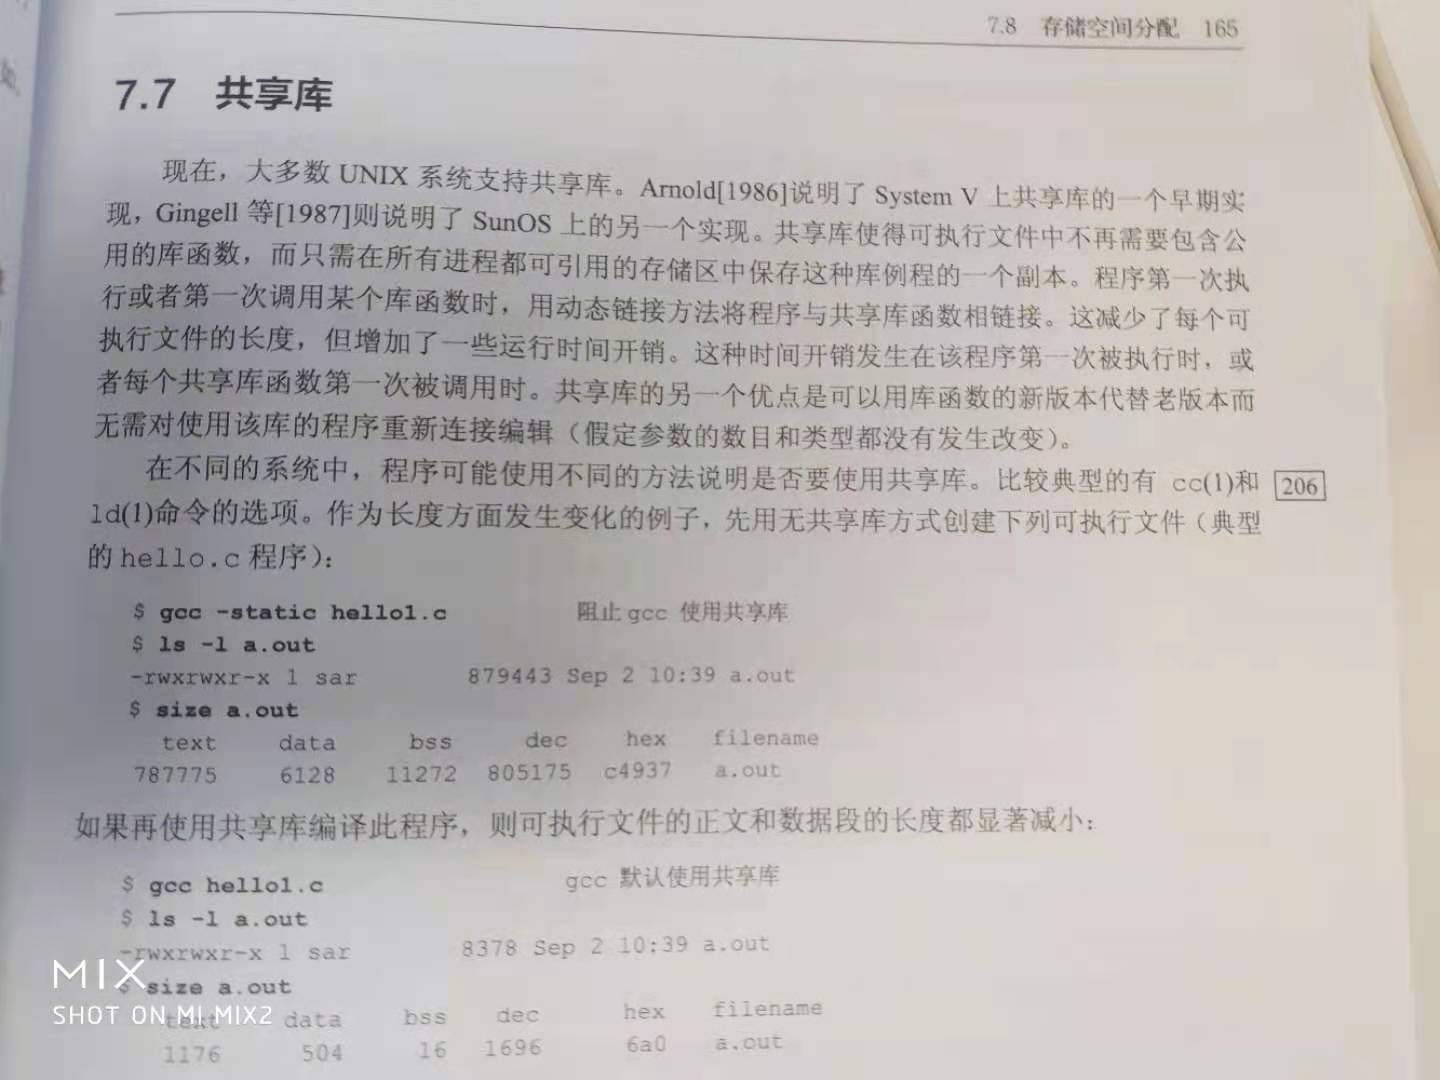 7.8 存储空间分配 165
7.7 共享库
现在，大多数 UNIX 系统支持共享库。Arnold[1986]说明了 System V 上共享库的一个早期实
现，Gingell 等[1987]则说明了 SunOS 上的另一个实现。共享库使得可执行文件中不再需要包含公
用的库函数，而只需在所有进程都可引用的存储区中保存这种库例程的一个副本。程序第一次执
行或者第一次调用某个库函数时，用动态链接方法将程序与共享库函数相链接。这减少了每个可
执行文件的长度，但增加了一些运行时间开销。这种时间开销发生在该程序第一次被执行时，或
者每个共享库函数第一次被调用时。共享库的另一个优点是可以用库函数的新版本代替老版本而
无需对使用该库的程序重新连接编辑（假定参数的数目和类型都没有发生改变）。
在不同的系统中，程序可能使用不同的方法说明是否要使用共享库。比较典型的有 cc(1)和 206
ld(1)命令的选项。作为长度方面发生变化的例子，先用无共享库方式创建下列可执行文件（典型
的 hello.c 程序）：
$ gcc -static hello1.c 阻止 gcc 使用共享库
$ ls -l a.out
-rwxrwxr-x 1 sar 879443 Sep 2 10:39 a.out
$ size a.out
text data bss dec hex filename
787775 6128 11272 805175 c4937 a.out
如果再使用共享库编译此程序，则可执行文件的正文和数据段的长度都显著减小：
$ gcc hello1.c gcc 默认使用共享库
$ ls -l a.out
-rwxrwxr-x 1 sar 8378 Sep 2 10:39 a.out
$ size a.out
text data bss dec hex filename
1176 504 16 1696 6a0 a.out
MIX
SHOT ON MI MIX2